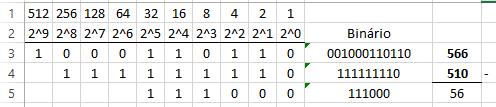 1 512 256 128 64 32 16 8 4 2 1
2 2^9 2^8 2^7 2^6 2^5 2^4 2^3 2^2 2^1 2^0 Binário
3 1 0 0 0 1 1 0 1 1 0 001000110110 566
4 1 1 1 1 1 1 1 1 0 111111110 510 -
5 1 1 1 0 0 0 111000 56